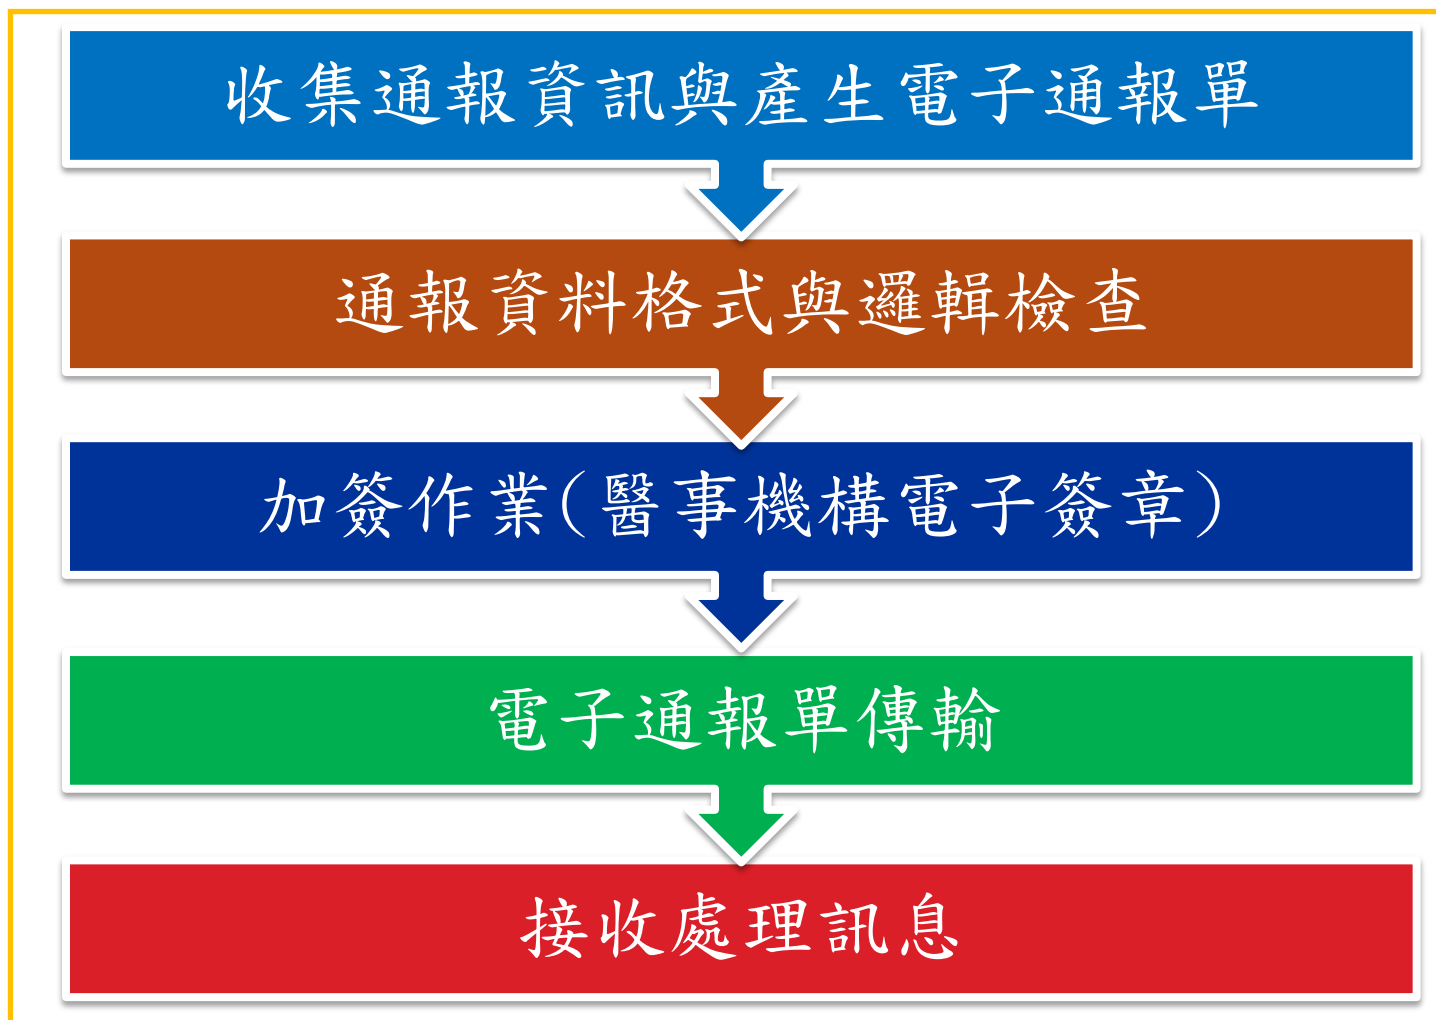 收集通報資訊與產生電子通報單
通報資料格式與邏輯檢查
加簽作業(醫事機構電子簽章)
電子通報單傳輸
接收處理訊息